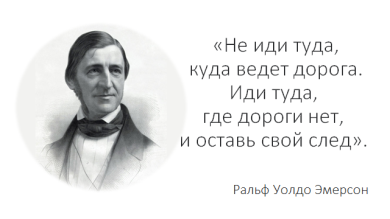 «Не иди туда,
куда ведет дорога.
Иди туда,
где дороги нет,
и оставь свой след».
Ральф Уолдо Эмерсон